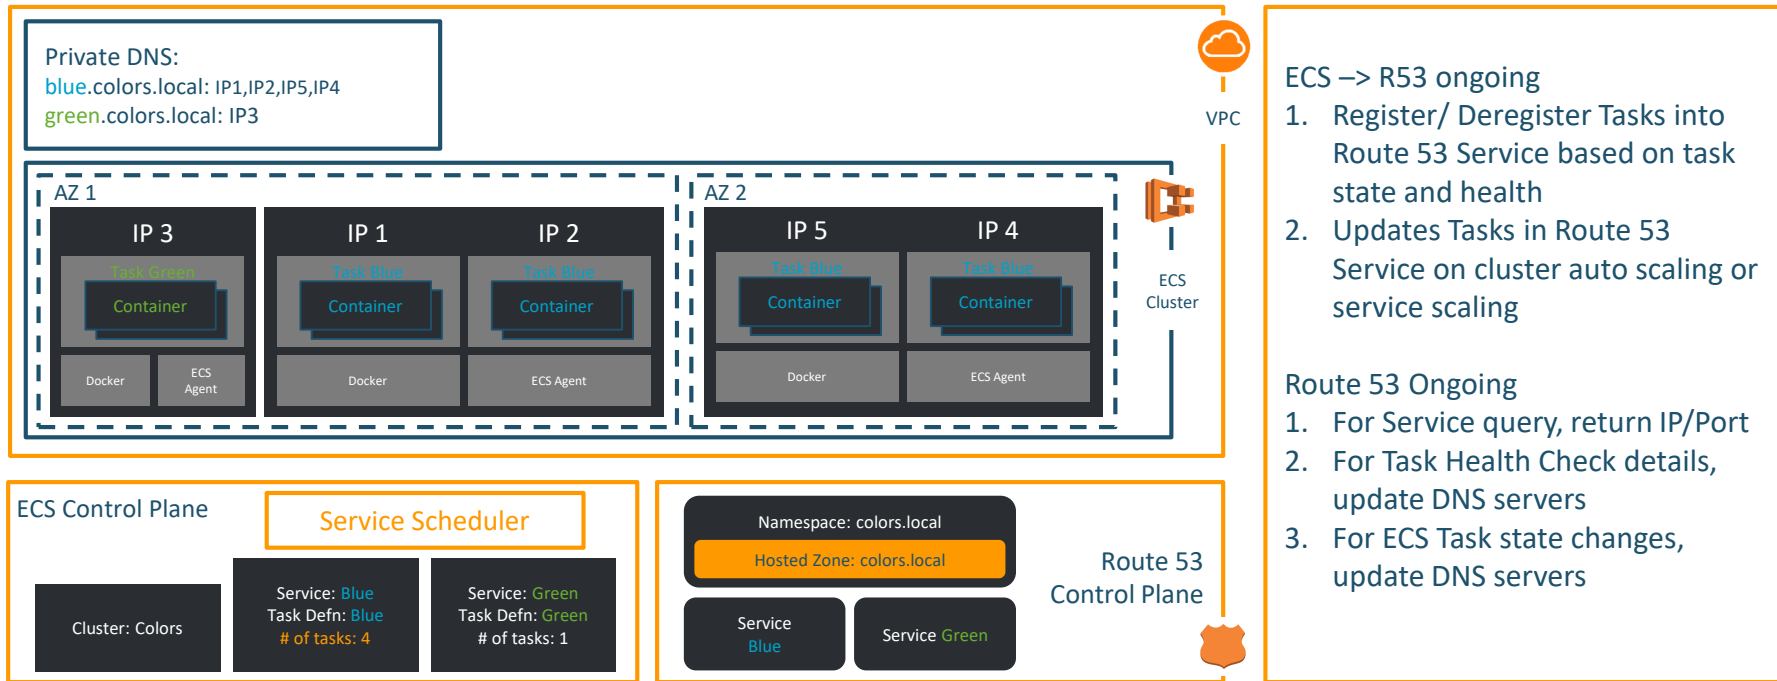 Private DNS:
blue.colors.local: IP1,IP2,IP5,IP4
green.colors.local: IP3
VPC
AZ 1
IP 3
Task Green
Container
Docker
ECS
Agent
IP 1
Task Blue
Container
Docker
IP 2
Task Blue
Container
ECS Agent
AZ 2
IP 5
Task Blue
Container
Docker
IP 4
Task Blue
Container
ECS Agent
ECS
Cluster
ECS Control Plane
Service Scheduler
Cluster: Colors
Service: Blue
Task Defn: Blue
# of tasks: 4
Service: Green
Task Defn: Green
# of tasks: 1
Namespace: colors.local
Hosted Zone: colors.local
Service
Blue
Service Green
Route 53
Control Plane
ECS –> R53 ongoing
1. Register/ Deregister Tasks into
Route 53 Service based on task
state and health
2. Updates Tasks in Route 53
Service on cluster auto scaling or
service scaling
Route 53 Ongoing
1. For Service query, return IP/Port
2. For Task Health Check details,
update DNS servers
3. For ECS Task state changes,
update DNS servers